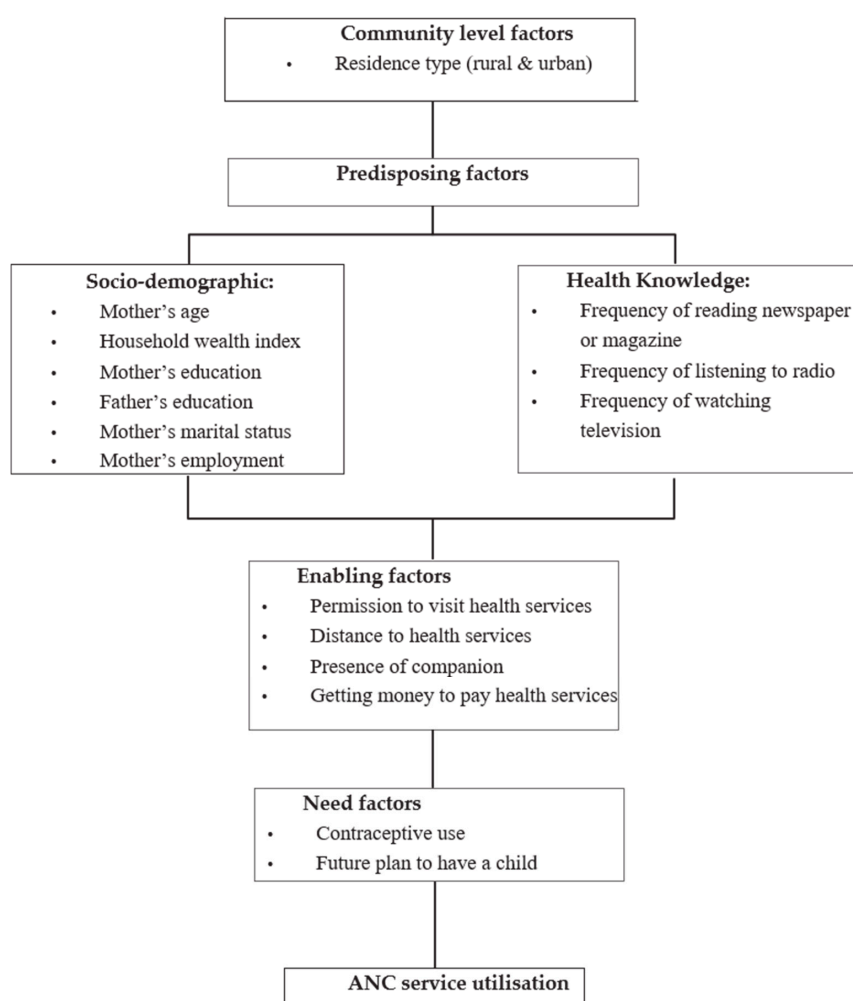 Community level factors
• Residence type (rural & urban)
Predisposing factors
Socio-demographic:
• Mother’s age
• Household wealth index
• Mother’s education
• Father’s education
• Mother’s marital status
• Mother’s employment
Health Knowledge:
• Frequency of reading newspaper
or magazine
• Frequency of listening to radio
• Frequency of watching
television
Enabling factors
• Permission to visit health services
• Distance to health services
• Presence of companion
• Getting money to pay health services
Need factors
• Contraceptive use
• Future plan to have a child
ANC service utilisation